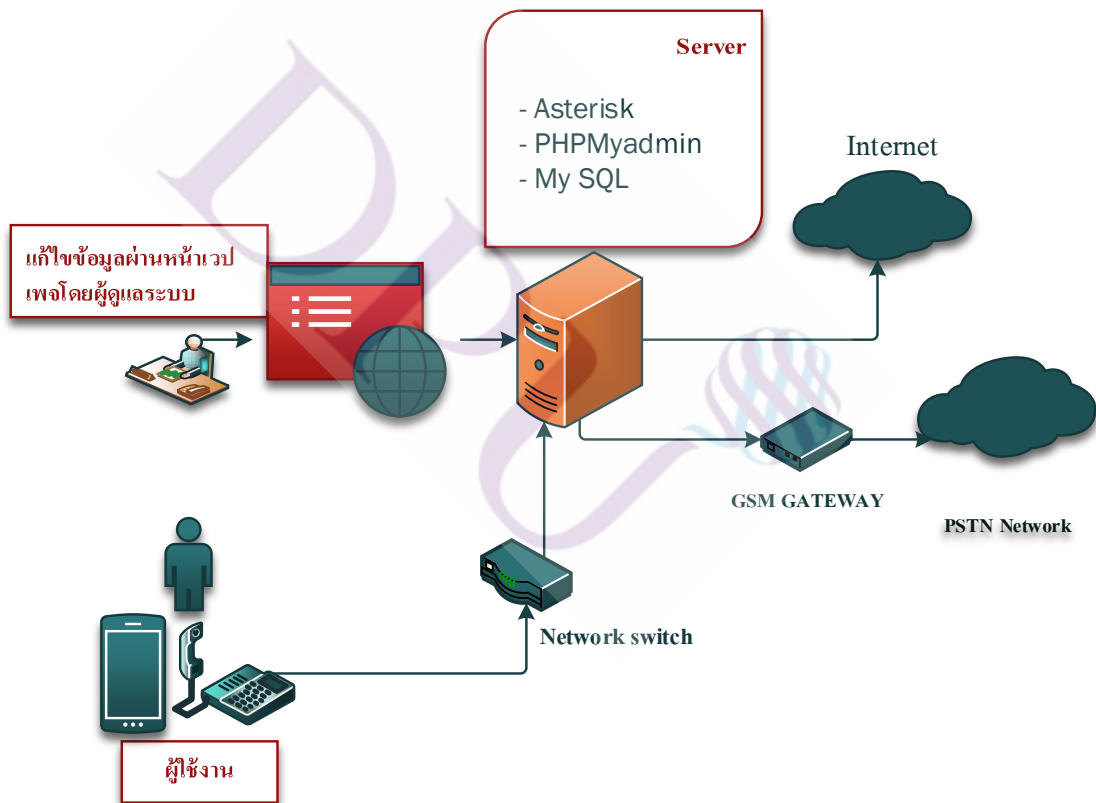 Server
- Asterisk
- PHPMyadmin
- My SQL
Internet
แก้ไขข้อมูลผ่านหน้าเวป
เพจโดยผู้ดูแลระบบ
GSM GATEWAY
PSTN Network
Network switch
ผู้ใช้งาน
DPU